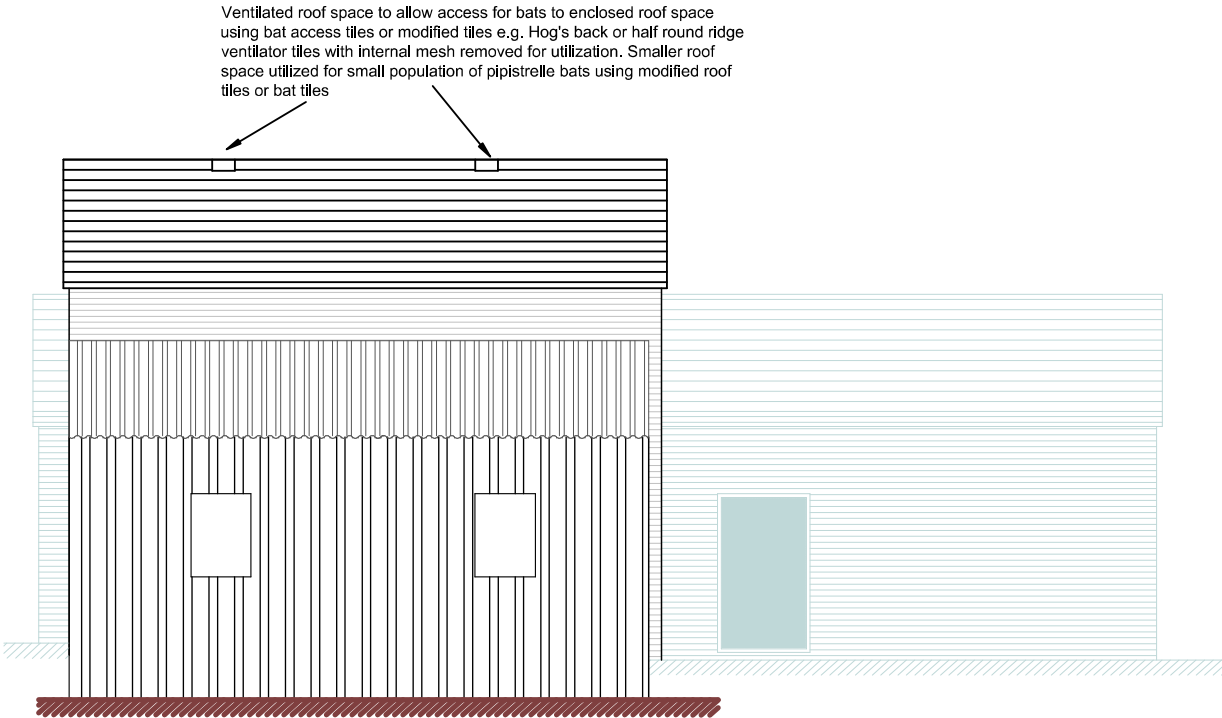 Ventilated roof space to allow access for bats to enclosed roof space
using bat access tiles or modified tiles e.g. Hog's back or half round ridge
ventilator tiles with internal mesh removed for utilization. Smaller roof
space utilized for small population of pipistrelle bats using modified roof
tiles or bat tiles